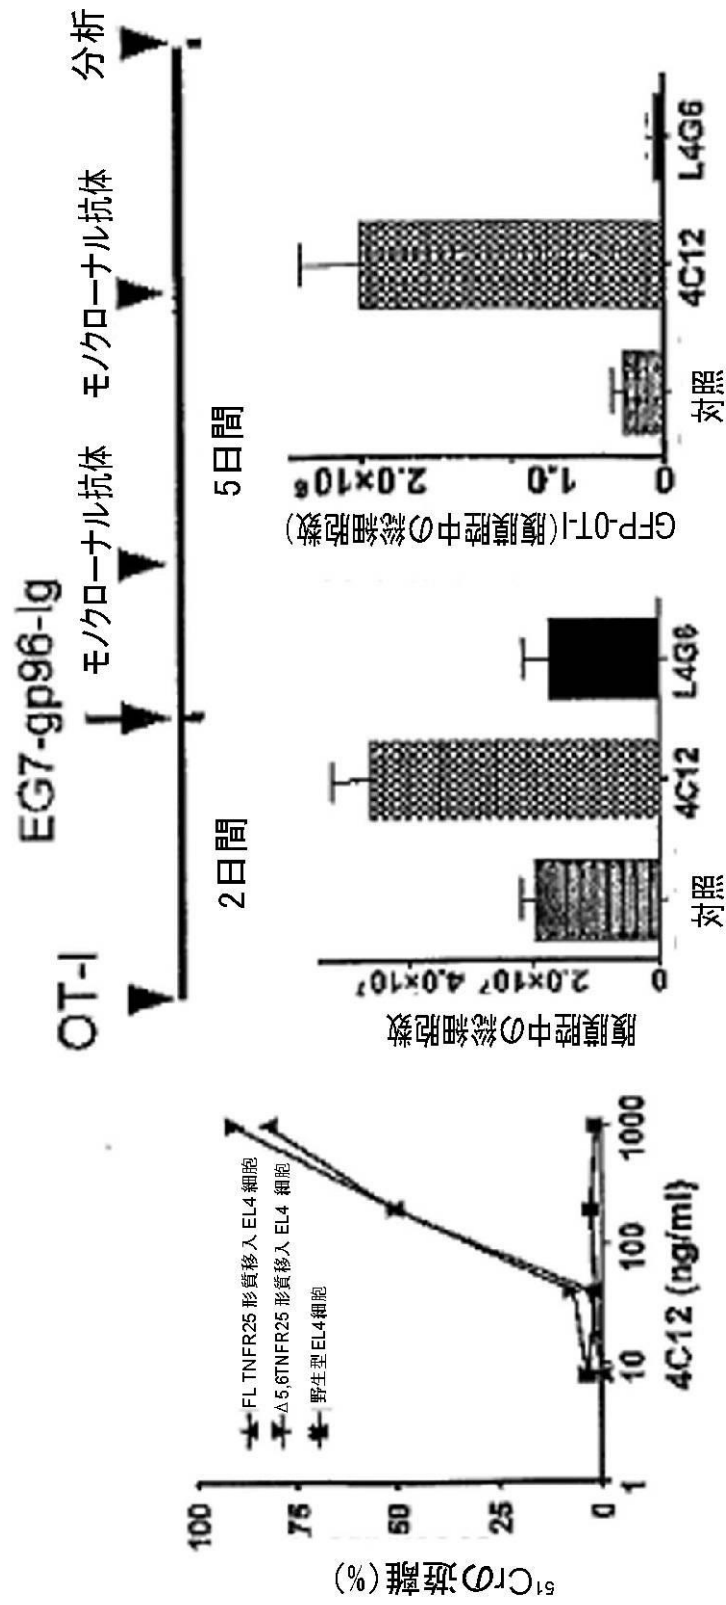 ⁵¹Crの遊離(%)
100
75
50
25
0
FL TNFR25 形質移入 EL4 細胞
Δ5,6TNFR25 形質移入 EL4 細胞
野生型 EL4細胞
1
10
100
1000
4C12 (ng/ml)
OT-I
EG7-gp96-Ig
モノクローナル抗体
モノクローナル抗体
分析
2日間
5日間
腹膜腔中の総細胞数
4.0×10⁷
2.0×10⁷
0
対照
4C12
L4G6
GFP-OT-I(腹膜腔中の総細胞数)
2.0×10⁶
1.0
0
対照
4C12
L4G6